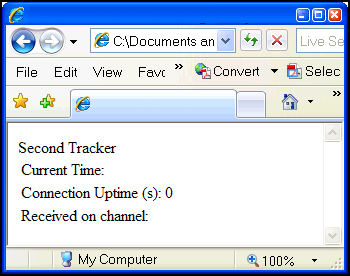 C:\Documents an
Live Se
File Edit View Favo » Convert Selec
»
Second Tracker
Current Time:
Connection Uptime (s): 0
Received on channel:
My Computer 100%